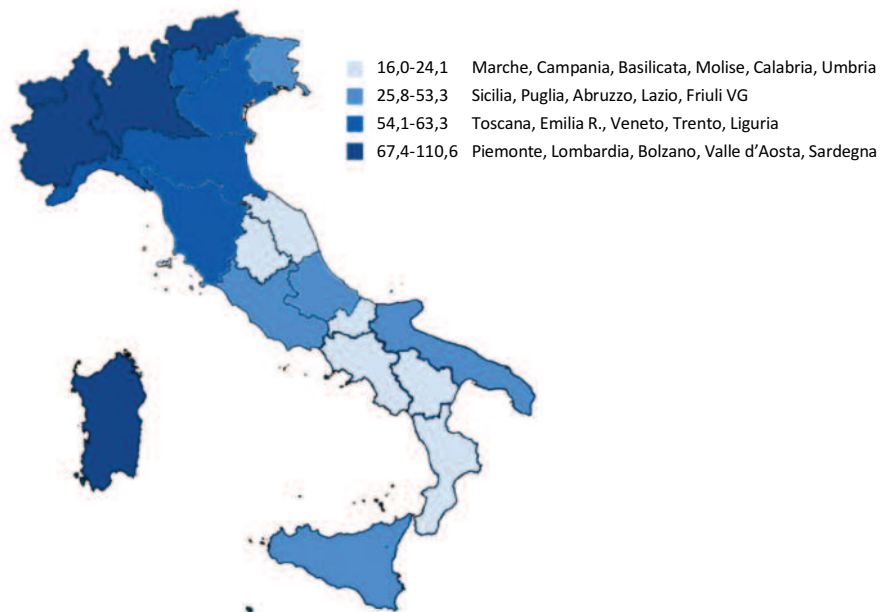 16,0-24,1 Marche, Campania, Basilicata, Molise, Calabria, Umbria
25,8-53,3 Sicilia, Puglia, Abruzzo, Lazio, Friuli VG
54,1-63,3 Toscana, Emilia R., Veneto, Trento, Liguria
67,4-110,6 Piemonte, Lombardia, Bolzano, Valle d’Aosta, Sardegna